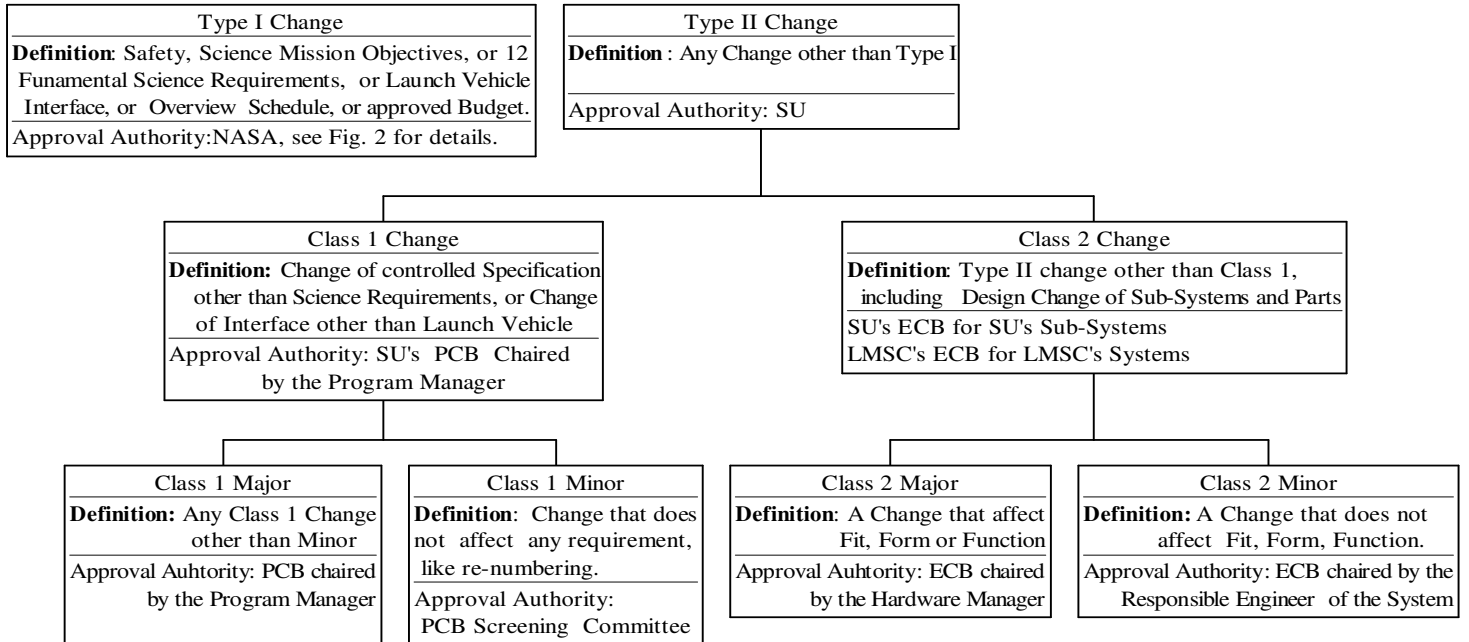 Type I Change
Definition: Safety, Science Mission Objectives, or 12
Funamental Science Requirements, or Launch Vehicle
Interface, or Overview Schedule, or approved Budget.
Approval Authority:NASA, see Fig. 2 for details.
Type II Change
Definition : Any Change other than Type I
Approval Authority: SU
Class 1 Change
Definition: Change of controlled Specification
other than Science Requirements, or Change
of Interface other than Launch Vehicle
Approval Authority: SU's PCB Chaired
by the Program Manager
Class 2 Change
Definition: Type II change other than Class 1,
including Design Change of Sub-Systems and Parts
SU's ECB for SU's Sub-Systems
LMSC's ECB for LMSC's Systems
Class 1 Major
Definition: Any Class 1 Change
other than Minor
Approval Auhtority: PCB chaired
by the Program Manager
Class 1 Minor
Definition: Change that does
not affect any requirement,
like re-numbering.
Approval Authority:
PCB Screening Committee
Class 2 Major
Definition: A Change that affect
Fit, Form or Function
Approval Auhtority: ECB chaired
by the Hardware Manager
Class 2 Minor
Definition: A Change that does not
affect Fit, Form, Function.
Approval Authority: ECB chaired by the
Responsible Engineer of the System